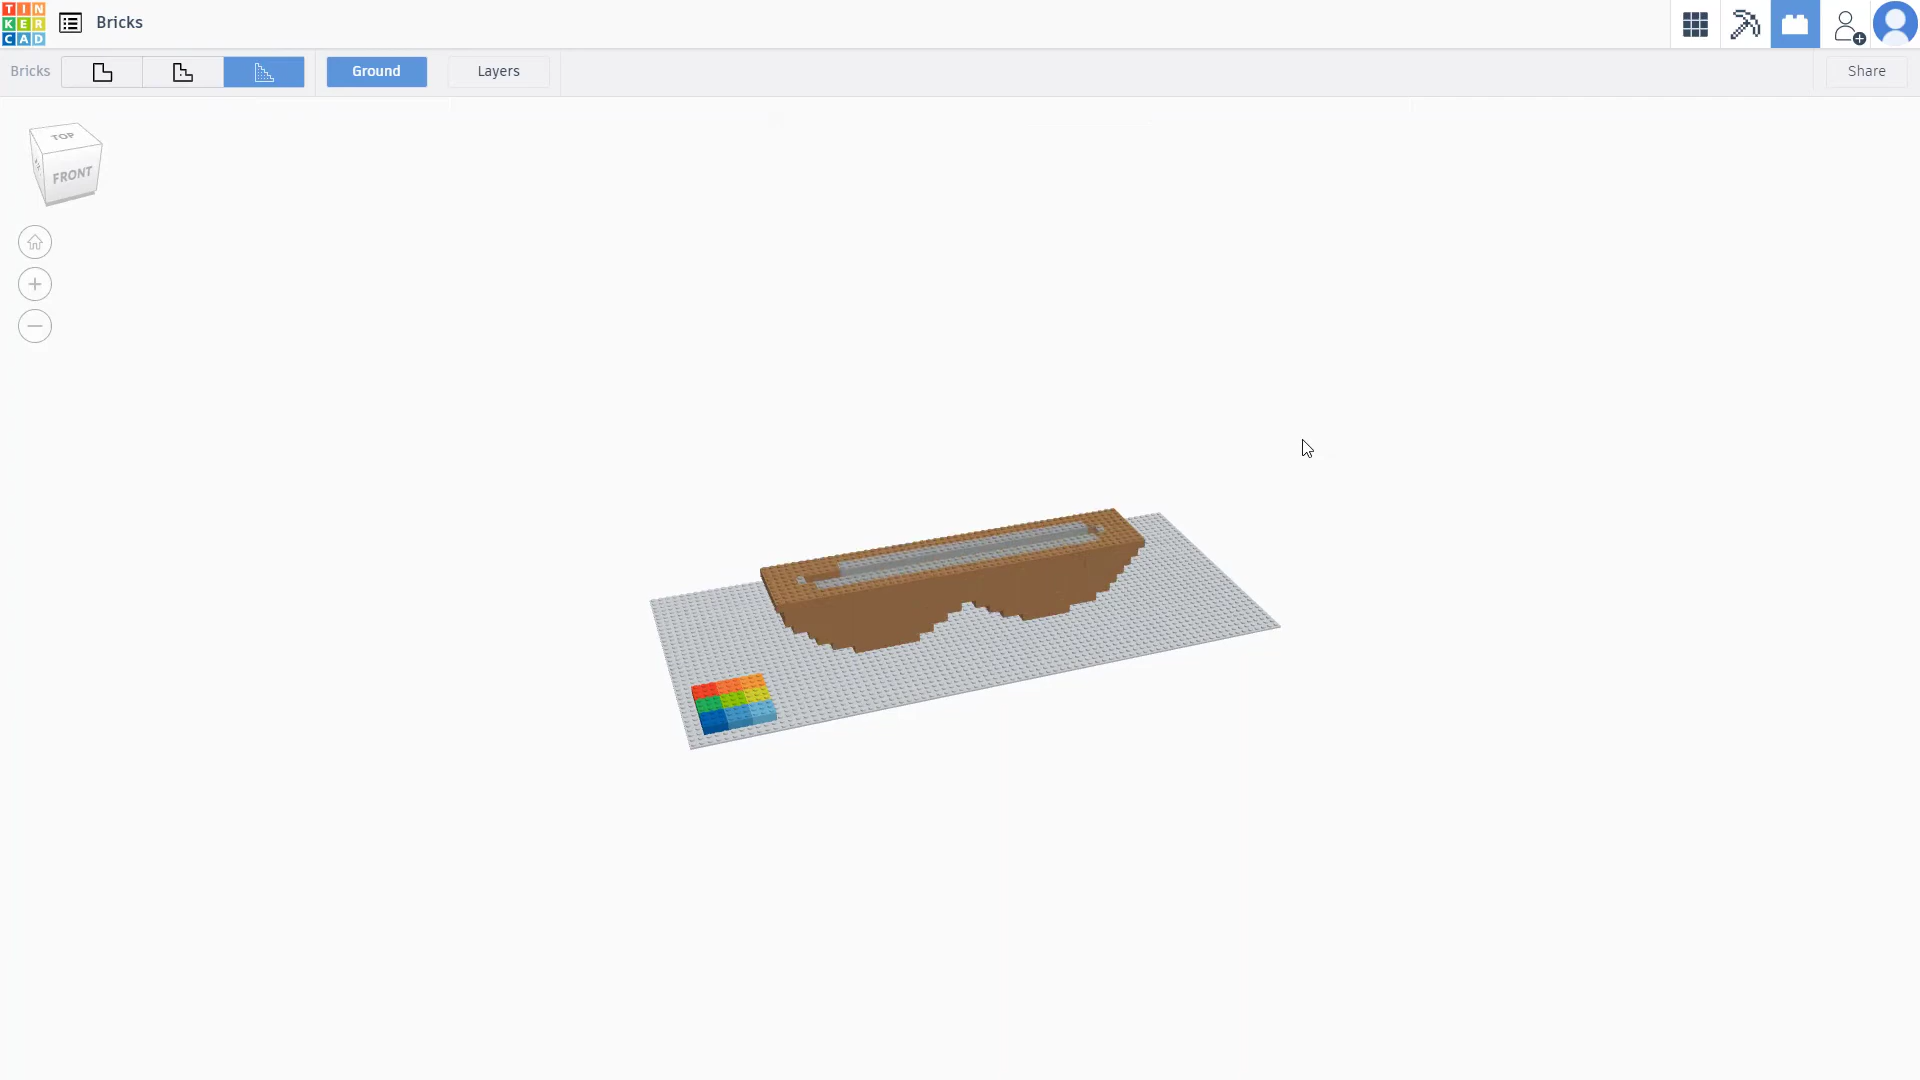 TIN
KER
CAD
Bricks
Bricks
Ground
Layers
Share
TOP
FRONT